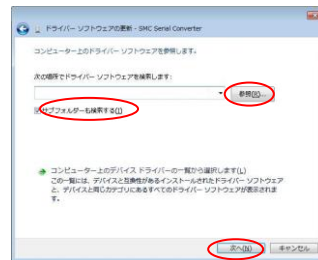 ドライバー ソフトウェアの更新 - SMC Serial Converter
コンピューター上のドライバー ソフトウェアを参照します。
次の場所でドライバー ソフトウェアを検索します:
参照(R)...
サブフォルダーも検索する(I)
コンピューター上のデバイス ドライバーの一覧から選択します(L)
この一覧には、デバイスと互換性があるインストールされたドライバー ソフトウェア
と、デバイスと同じカテゴリにあるすべてのドライバー ソフトウェアが表示されま
す。
次へ(N)
キャンセル